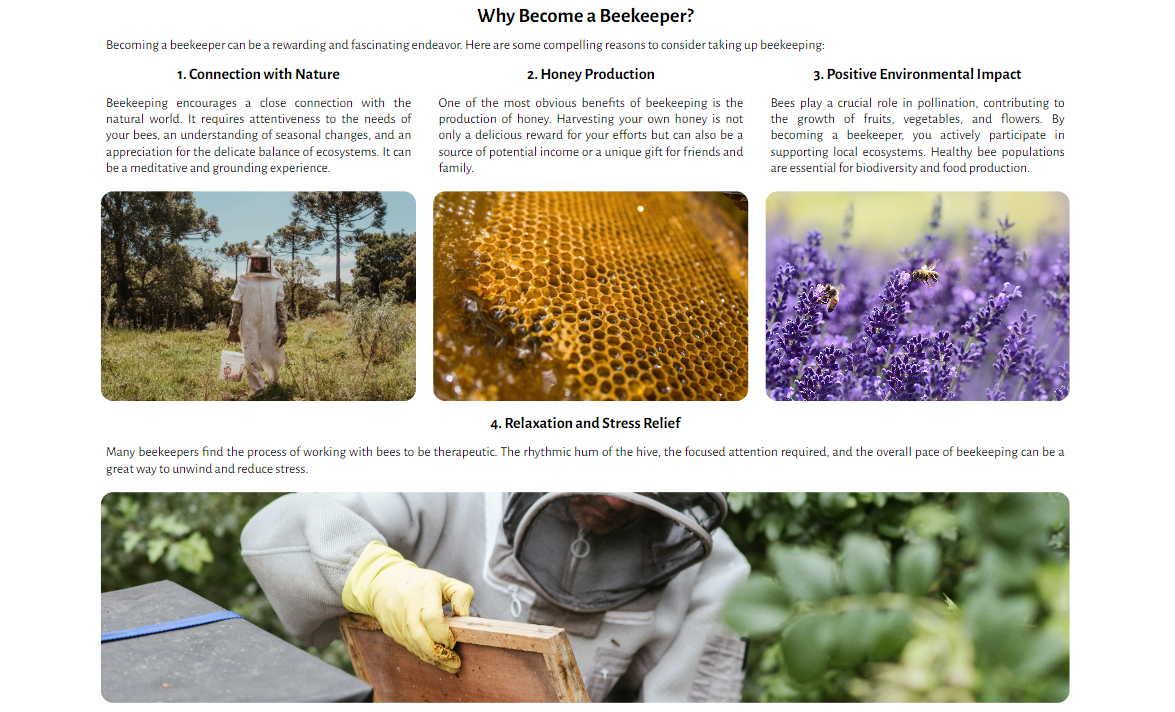 Why Become a Beekeeper?
Becoming a beekeeper can be a rewarding and fascinating endeavor. Here are some compelling reasons to consider taking up beekeeping:
1. Connection with Nature
Beekeeping encourages a close connection with the
natural world. It requires attentiveness to the needs of
your bees, an understanding of seasonal changes, and an
appreciation for the delicate balance of ecosystems. It can
be a meditative and grounding experience.
2. Honey Production
One of the most obvious benefits of beekeeping is the
production of honey. Harvesting your own honey is not
only a delicious reward for your efforts but can also be a
source of potential income or a unique gift for friends and
family.
3. Positive Environmental Impact
Bees play a crucial role in pollination, contributing to
the growth of fruits, vegetables, and flowers. By
becoming a beekeeper, you actively participate in
supporting local ecosystems. Healthy bee populations
are essential for biodiversity and food production.
4. Relaxation and Stress Relief
Many beekeepers find the process of working with bees to be therapeutic. The rhythmic hum of the hive, the focused attention required, and the overall pace of beekeeping can be a
great way to unwind and reduce stress.